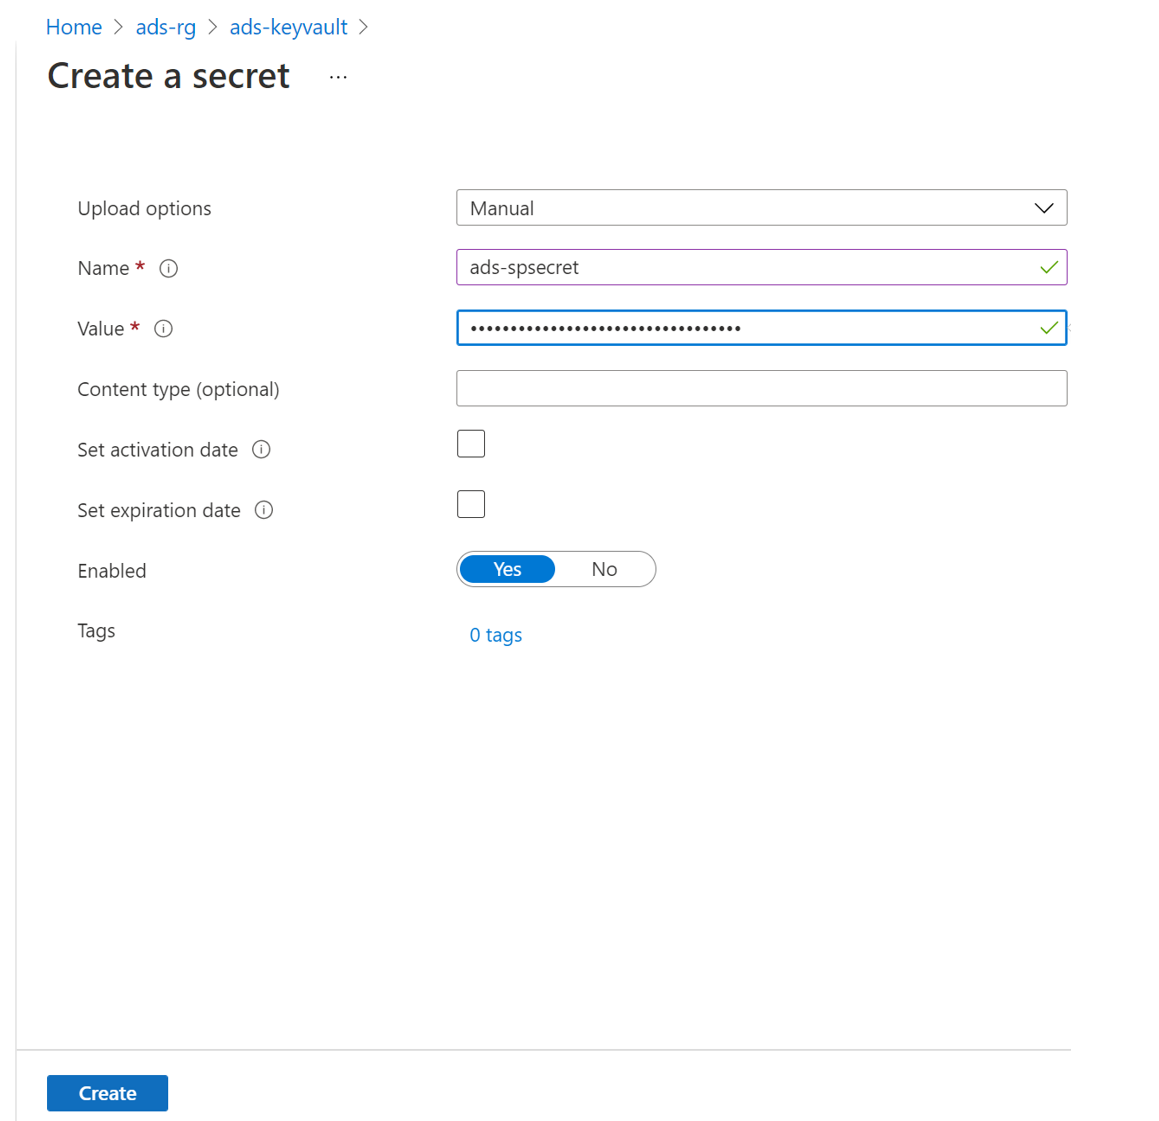 Home > ads-rg > ads-keyvault >
Create a secret ...
Upload options Manual
Name * ads-spsecret
Value * ••••••••••••••••••••••••••••••••••
Content type (optional)
Set activation date
Set expiration date
Enabled Yes No
Tags 0 tags
Create